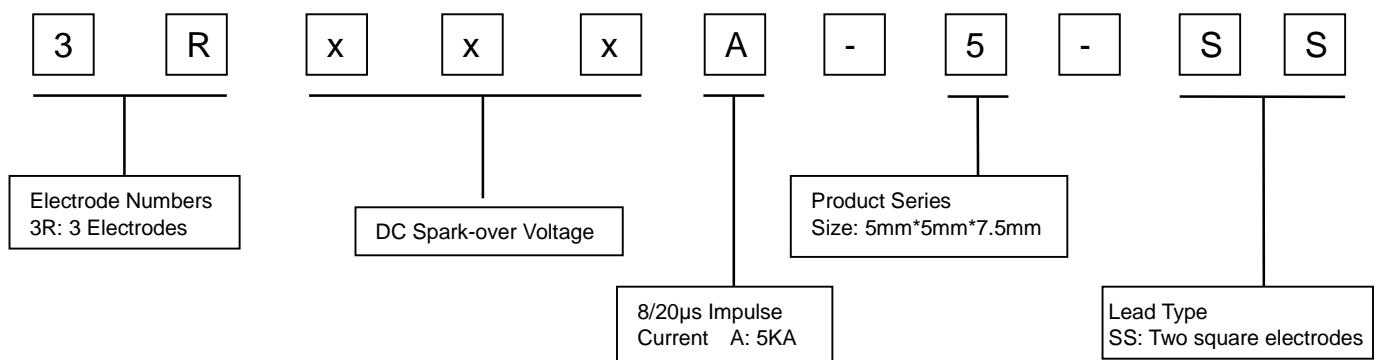 3 R x x x A - 5 - S S
Electrode Numbers
3R: 3 Electrodes
DC Spark-over Voltage
8/20µs Impulse
Current A: 5KA
Product Series
Size: 5mm*5mm*7.5mm
Lead Type
SS: Two square electrodes